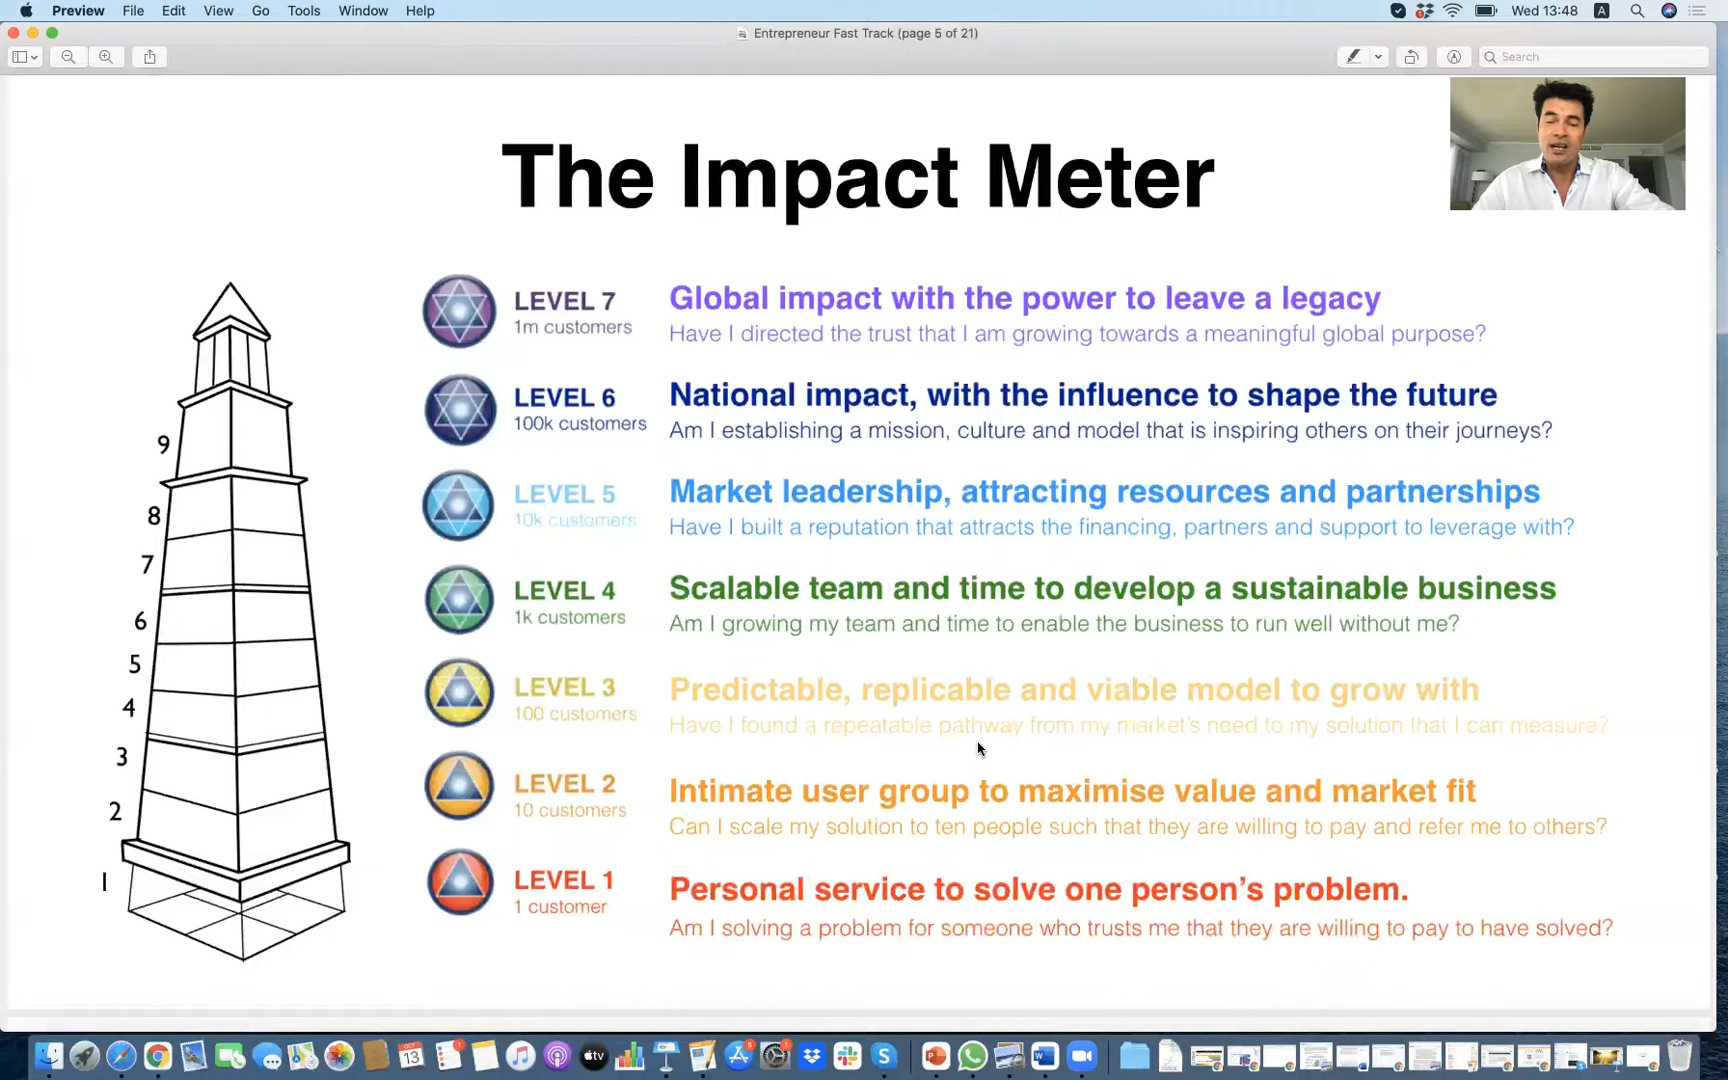 Preview File Edit View Go Tools Window Help
Wed 13:48 A
Entrepreneur Fast Track (page 5 of 21)
Search
The Impact Meter
LEVEL 7
1m customers
Global impact with the power to leave a legacy
Have I directed the trust that I am growing towards a meaningful global purpose?
LEVEL 6
100k customers
National impact, with the influence to shape the future
Am I establishing a mission, culture and model that is inspiring others on their journeys?
LEVEL 5
10k customers
Market leadership, attracting resources and partnerships
Have I built a reputation that attracts the financing, partners and support to leverage with?
LEVEL 4
1k customers
Scalable team and time to develop a sustainable business
Am I growing my team and time to enable the business to run well without me?
LEVEL 3
100 customers
Predictable, replicable and viable model to grow with
Have I found a repeatable pathway from my market's need to my solution that I can measure?
LEVEL 2
10 customers
Intimate user group to maximise value and market fit
Can I scale my solution to ten people such that they are willing to pay and refer me to others?
LEVEL 1
1 customer
Personal service to solve one person's problem.
Am I solving a problem for someone who trusts me that they are willing to pay to have solved?
9
8
7
6
5
4
3
2
1
OCT
13
tv